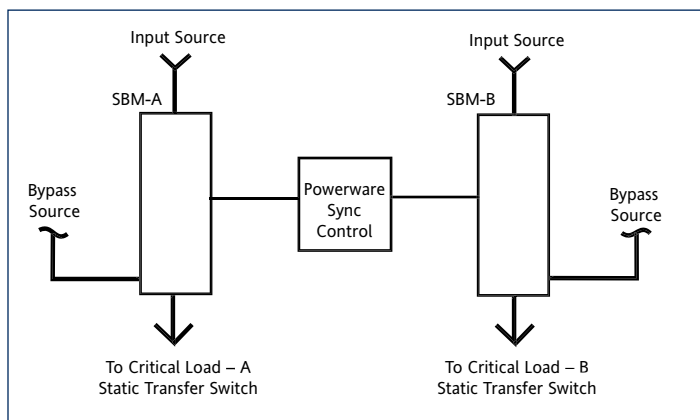 Input Source
Input Source
SBM-A
SBM-B
Bypass
Source
Powerware
Sync
Control
Bypass
Source
To Critical Load – A
Static Transfer Switch
To Critical Load – B
Static Transfer Switch